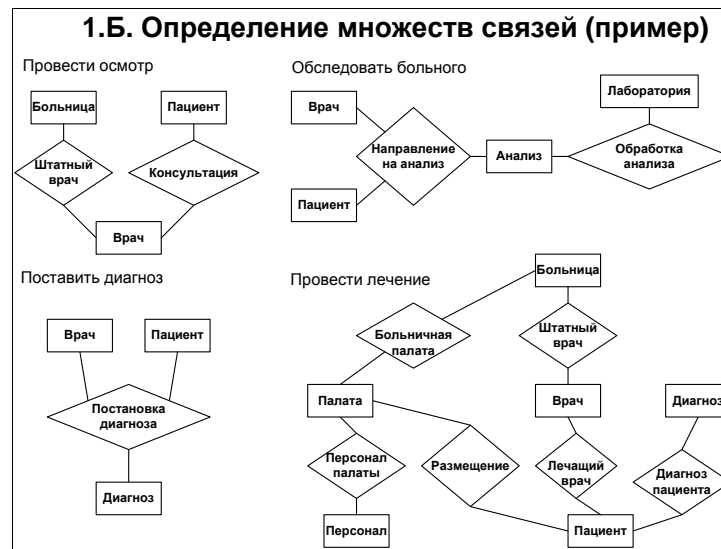 1.Б. Определение множеств связей (пример)
Провести осмотр
Больница
Пациент
Штатный
врач
Консультация
Врач
Обследовать больного
Врач
Лаборатория
Направление
на анализ
Анализ
Обработка
анализа
Пациент
Поставить диагноз
Врач
Пациент
Постановка
диагноза
Диагноз
Провести лечение
Больница
Больничная
палата
Штатный
врач
Палата
Врач
Диагноз
Персонал
палаты
Размещение
Лечащий
врач
Диагноз
пациента
Персонал
Пациент